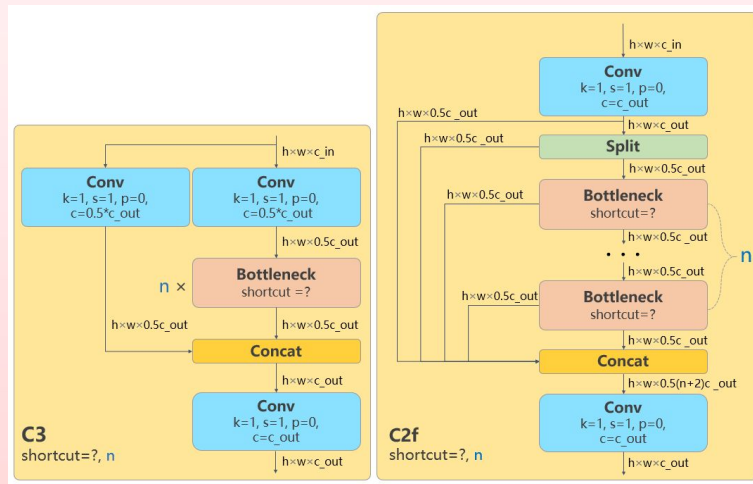 h×w×c_in
Conv
k=1, s=1, p=0,
c=0.5*c_out
Conv
k=1, s=1, p=0,
c=0.5*c_out
h×w×0.5c_out
n ×
Bottleneck
shortcut =?
h×w×0.5c_out
h×w×0.5c_out
Concat
h×w×c_out
Conv
k=1, s=1, p=0,
c=c_out
C3
shortcut=?, n
h×w×c_out
h×w×c_in
Conv
k=1, s=1, p=0,
c=c_out
h×w×0.5c_out
h×w×c_out
h×w×0.5c_out
Split
h×w×0.5c_out
Bottleneck
shortcut=?
h×w×0.5c_out
h×w×0.5c_out
...
n
h×w×0.5c_out
h×w×0.5c_out
Bottleneck
shortcut=?
h×w×0.5c_out
Concat
h×w×0.5(n+2)c_out
Conv
k=1, s=1, p=0,
c=c_out
C2f
shortcut=?, n
h×w×c_out